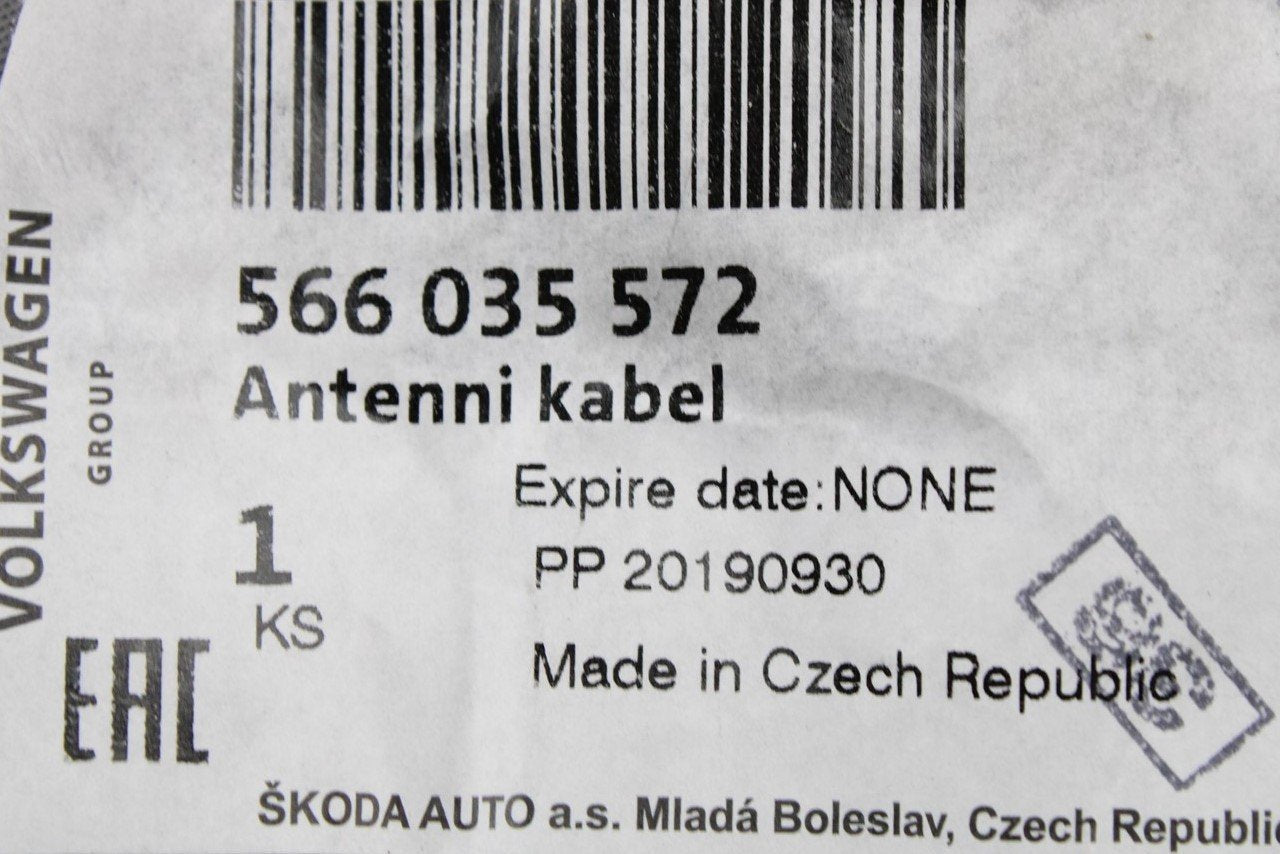 VOLKSWAGEN
GROUP
566 035 572
Antenni kabel
Expire date:NONE
1
PP 20190930
KS
Made in Czech Republic
EAC
ŠKODA AUTO a.s. Mladá Boleslav, Czech Republic